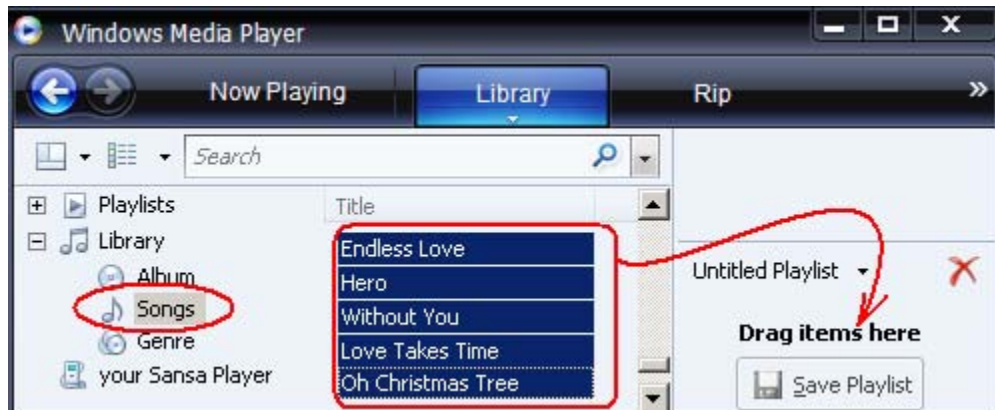 Windows Media Player
Now Playing Library Rip »
Search
Playlists
Library
Album
Songs
Genre
your Sansa Player
Title
Endless Love
Hero
Without You
Love Takes Time
Oh Christmas Tree
Untitled Playlist
Drag items here
Save Playlist